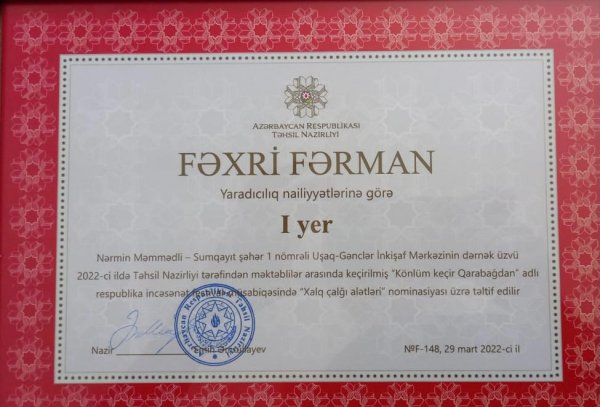 AZƏRBAYCAN RESPUBLİKASI
TƏHSİL NAZİRLİYİ
FƏXRİ FƏRMAN
Yaradıcılıq nailiyyətlərinə görə
I yer
Nərmin Məmmədli – Sumqayıt şəhər 1 nömrəli Uşaq-Gənclər İnkişaf Mərkəzinin dərnək üzvü
2022-ci ildə Təhsil Nazirliyi tərəfindən məktəblilər arasında keçirilmiş "Könlüm keçir Qarabağdan" adlı
respublika incəsənət müsabiqəsində "Xalq çalğı alətləri" nominasiyası üzrə təltif edilir
Nazir
№F-148, 29 mart 2022-ci il